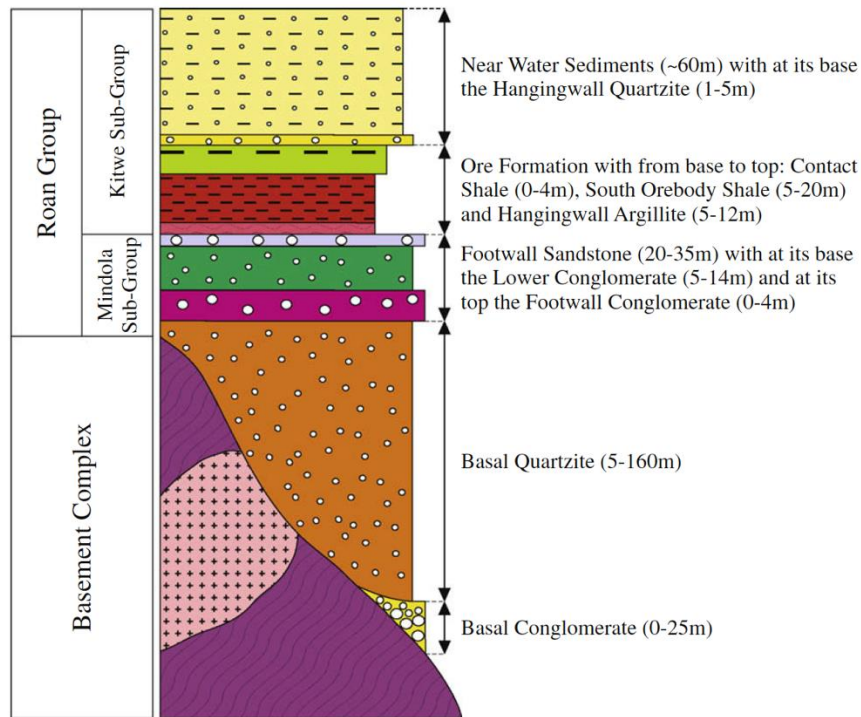 Roan Group
Kitwe Sub-Group
Mindola
Sub-Group
Basement Complex
Near Water Sediments (~60m) with at its base
the Hangingwall Quartzite (1-5m)
Ore Formation with from base to top: Contact
Shale (0-4m), South Orebody Shale (5-20m)
and Hangingwall Argillite (5-12m)
Footwall Sandstone (20-35m) with at its base
the Lower Conglomerate (5-14m) and at its
top the Footwall Conglomerate (0-4m)
Basal Quartzite (5-160m)
Basal Conglomerate (0-25m)